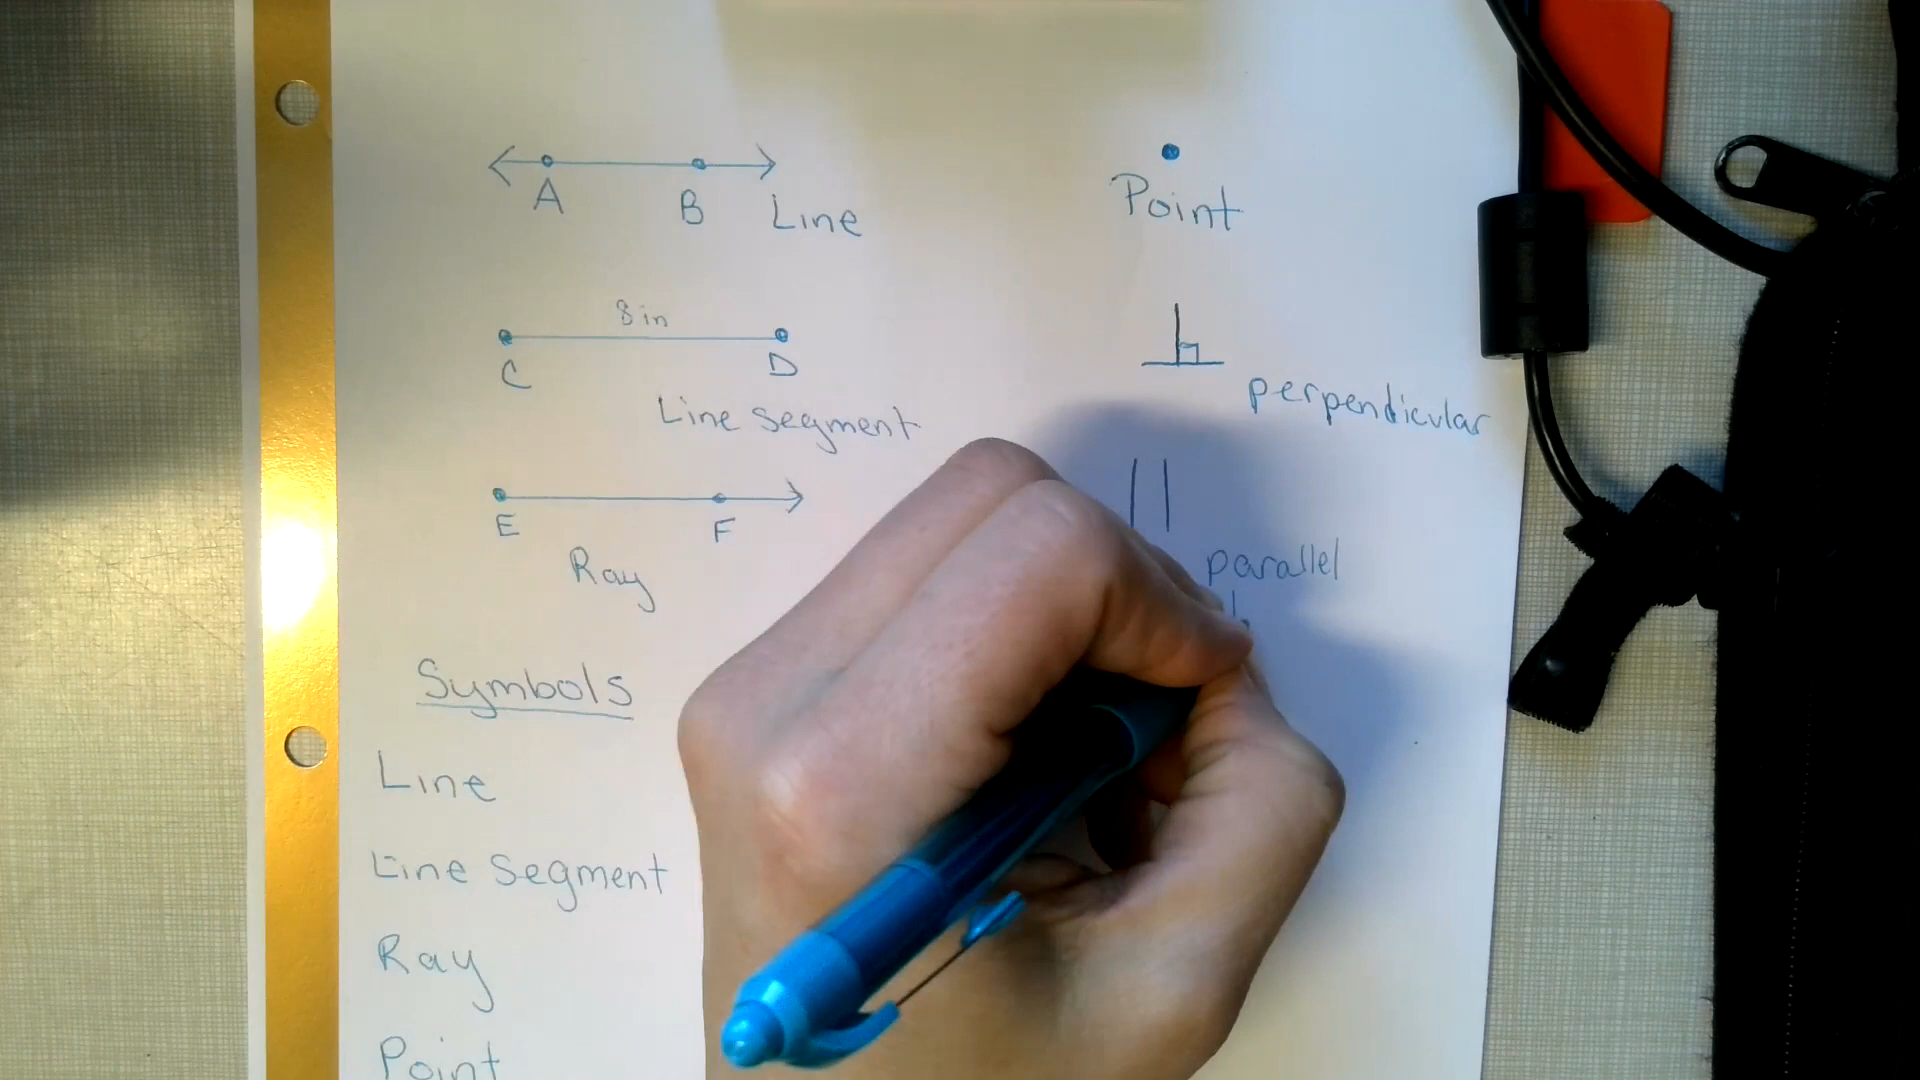 A B Line
8 in
C D
Line Segment
E F
Ray
Point
perpendicular
parallel
Symbols
Line
Line Segment
Ray
Point